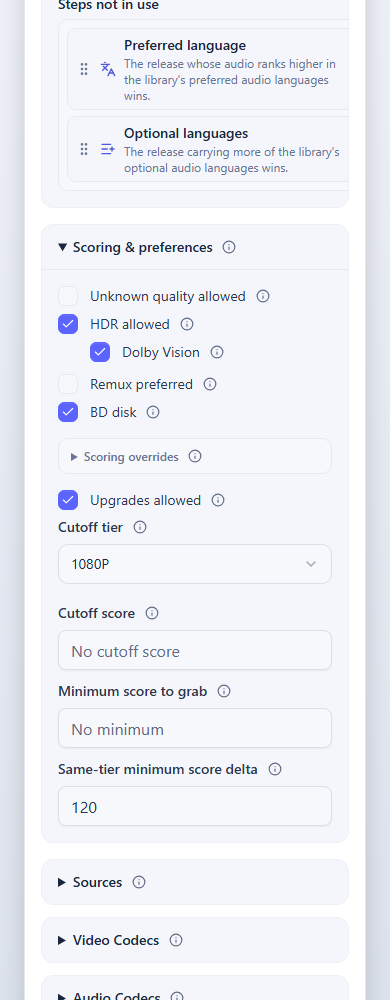 Steps not in use
Preferred language
The release whose audio ranks higher in
the library's preferred audio languages
wins.
Optional languages
The release carrying more of the library's
optional audio languages wins.
Scoring & preferences
Unknown quality allowed
HDR allowed
Dolby Vision
Remux preferred
BD disk
Scoring overrides
Upgrades allowed
Cutoff tier
1080P
Cutoff score
No cutoff score
Minimum score to grab
No minimum
Same-tier minimum score delta
120
Sources
Video Codecs
Audio Codecs